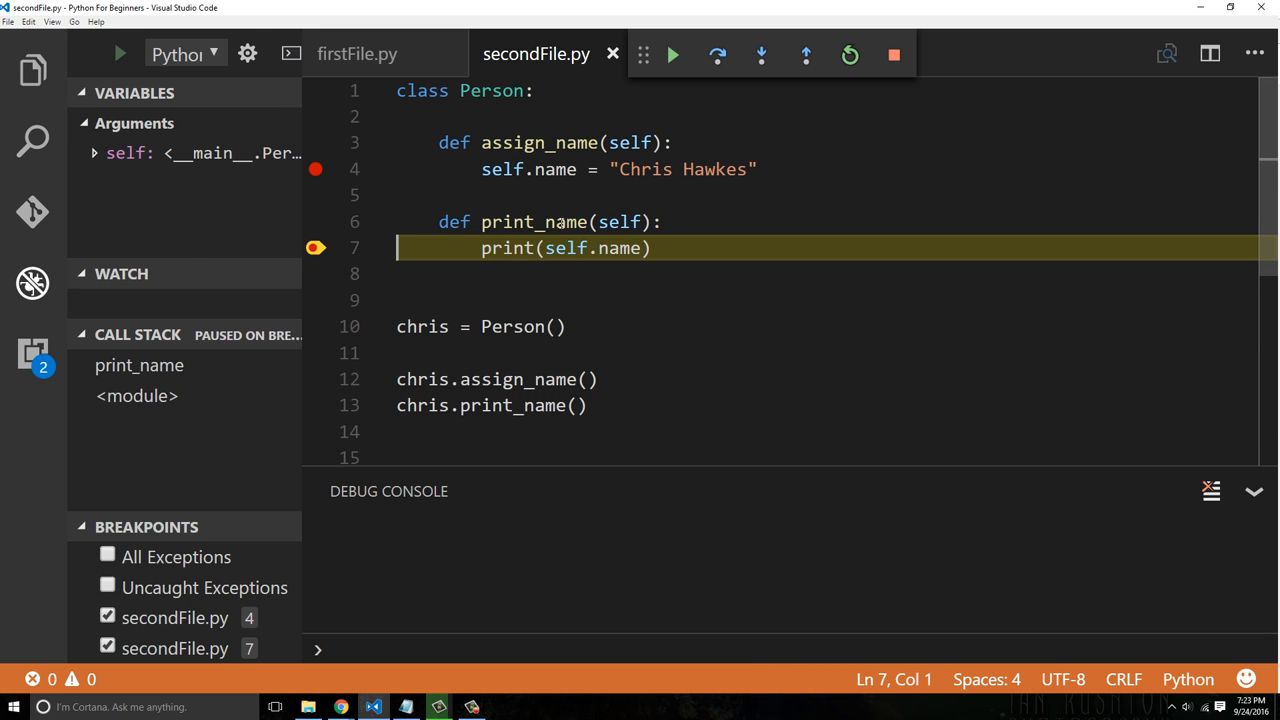 secondFile.py - Python For Beginners - Visual Studio Code
File Edit View Go Help
Pythor
firstFile.py
secondFile.py
VARIABLES
Arguments
self: <__main__.Per...
WATCH
CALL STACK PAUSED ON BRE...
print_name
<module>
BREAKPOINTS
All Exceptions
Uncaught Exceptions
secondFile.py 4
secondFile.py 7
2
1 class Person:
2
3 def assign_name(self):
4 self.name = "Chris Hawkes"
5
6 def print_name(self):
7 print(self.name)
8
9
10 chris = Person()
11
12 chris.assign_name()
13 chris.print_name()
14
15
DEBUG CONSOLE
0 0
Ln 7, Col 1 Spaces: 4 UTF-8 CRLF Python
I'm Cortana. Ask me anything.
7:23 PM
9/24/2016